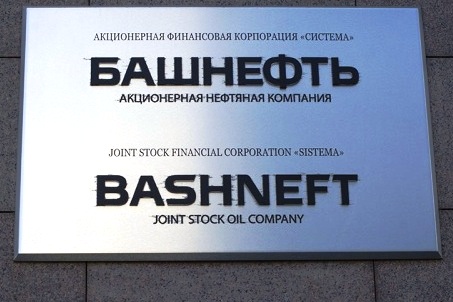 АКЦИОНЕРНАЯ ФИНАНСОВАЯ КОРПОРАЦИЯ «СИСТЕМА»
БАШНЕФТЬ
АКЦИОНЕРНАЯ НЕФТЯНАЯ КОМПАНИЯ
JOINT STOCK FINANCIAL CORPORATION «SISTEMA»
BASHNEFT
JOINT STOCK OIL COMPANY